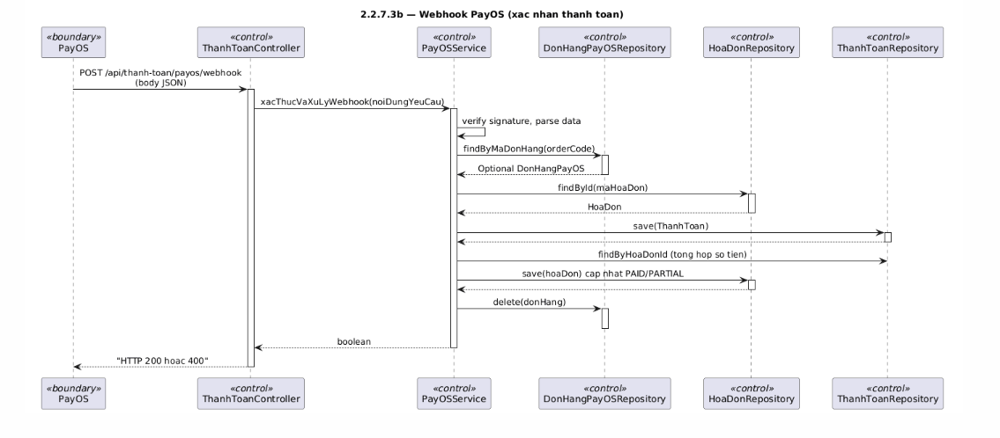 2.2.7.3b — Webhook PayOS (xac nhan thanh toan)
«boundary»
PayOS
«control»
ThanhToanController
«control»
PayOSService
«control»
DonHangPayOSRepository
«control»
HoaDonRepository
«control»
ThanhToanRepository
POST /api/thanh-toan/payos/webhook
(body JSON)
xacThucVaXuLyWebhook(noiDungYeuCau)
verify signature, parse data
findByMaDonHang(orderCode)
Optional DonHangPayOS
findById(maHoaDon)
HoaDon
save(ThanhToan)
findByHoaDonId (tong hop so tien)
save(hoaDon) cap nhat PAID/PARTIAL
delete(donHang)
boolean
"HTTP 200 hoac 400"
«boundary»
PayOS
«control»
ThanhToanController
«control»
PayOSService
«control»
DonHangPayOSRepository
«control»
HoaDonRepository
«control»
ThanhToanRepository